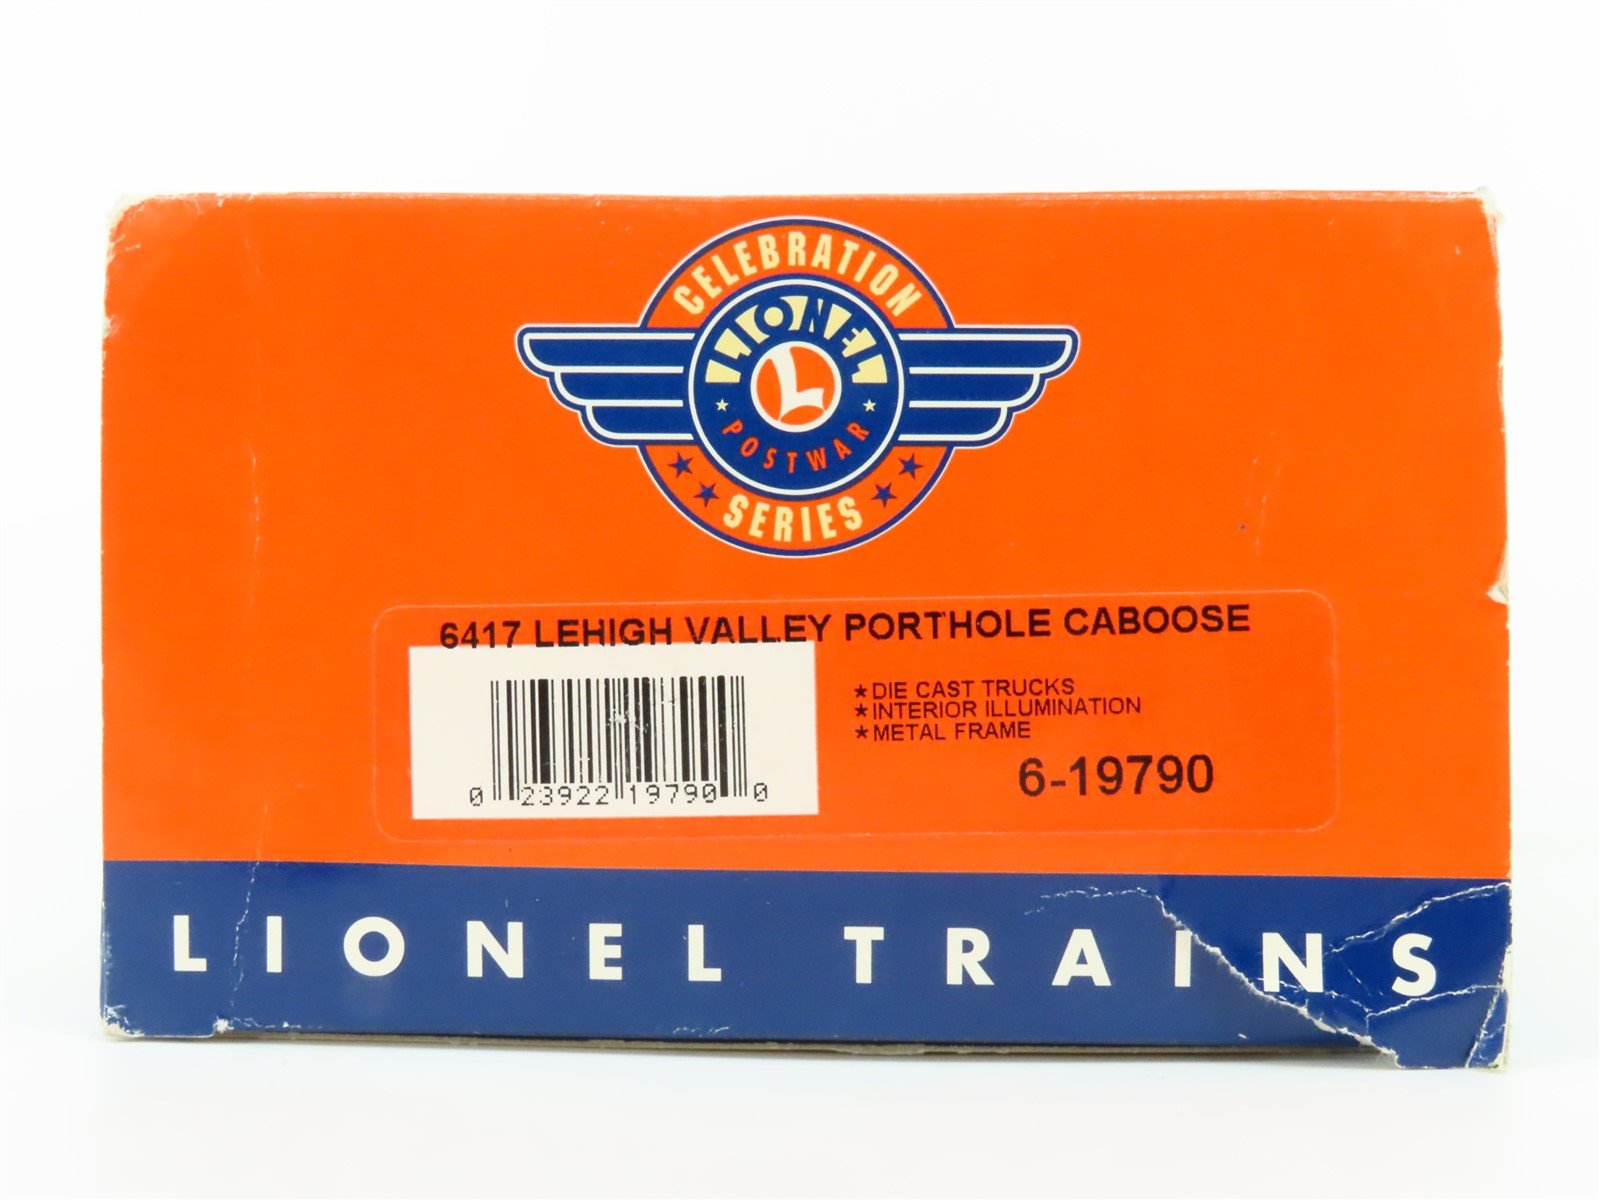 CELEBRATION
LIONEL
L
POSTWAR
SERIES
6417 LEHIGH VALLEY PORTHOLE CABOOSE
★DIE CAST TRUCKS
★INTERIOR ILLUMINATION
★METAL FRAME
6-19790
0 23922 19790 0
LIONEL TRAINS